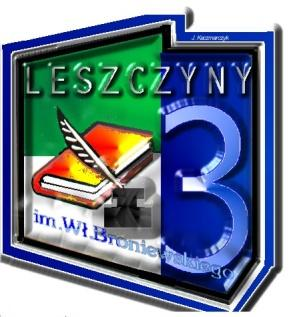 J. Kaczmarczyk
LESZCZYNY
3
im.Wł.Broniewskiego